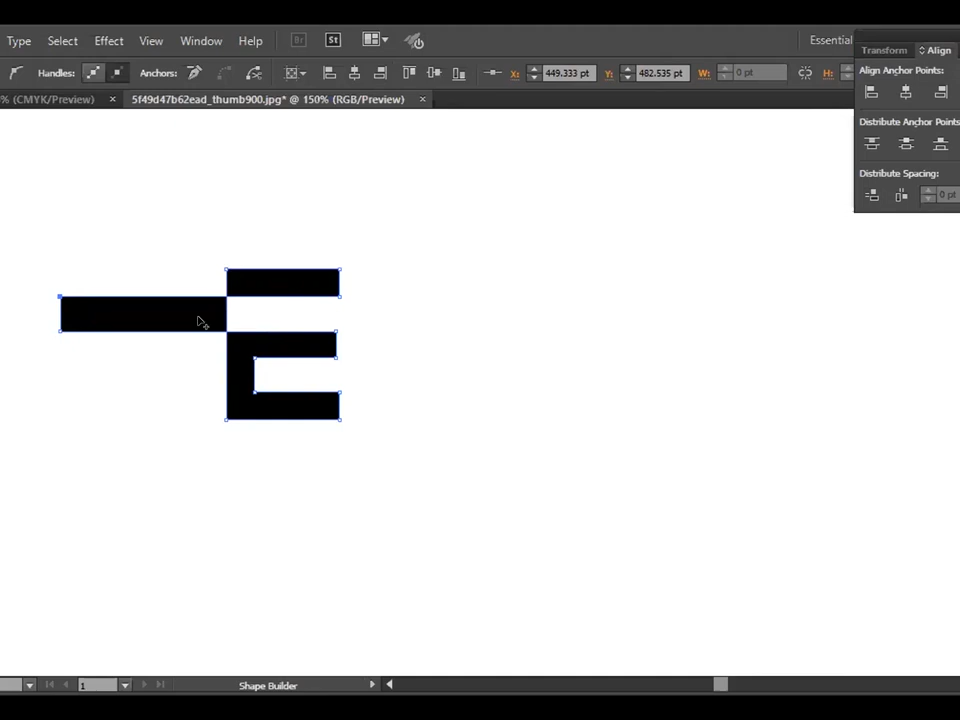 Type Select Effect View Window Help Br St Essential
Handles: Anchors: X: 449.333 pt Y: 482.535 pt W: 0 pt H:
% (CMYK/Preview) × 5f49d47b62ead_thumb900.jpg* @ 150% (RGB/Preview) ×
Transform Align
Align Anchor Points:
Distribute Anchor Points
Distribute Spacing:
0 pt
E
1 Shape Builder